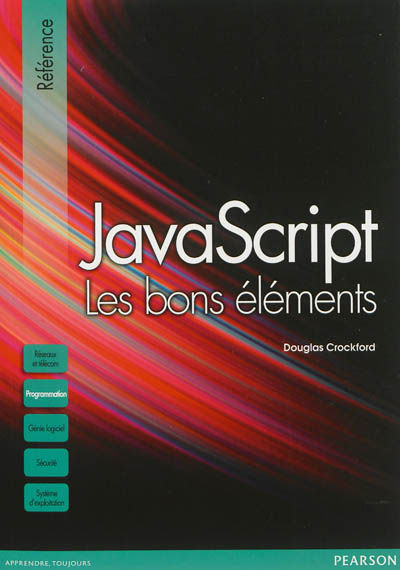 Référence
JavaScript
Les bons éléments
Douglas Crockford
Réseaux
et télécom
Programmation
Génie logiciel
Sécurité
Système
d'exploitation
APPRENDRE, TOUJOURS
PEARSON